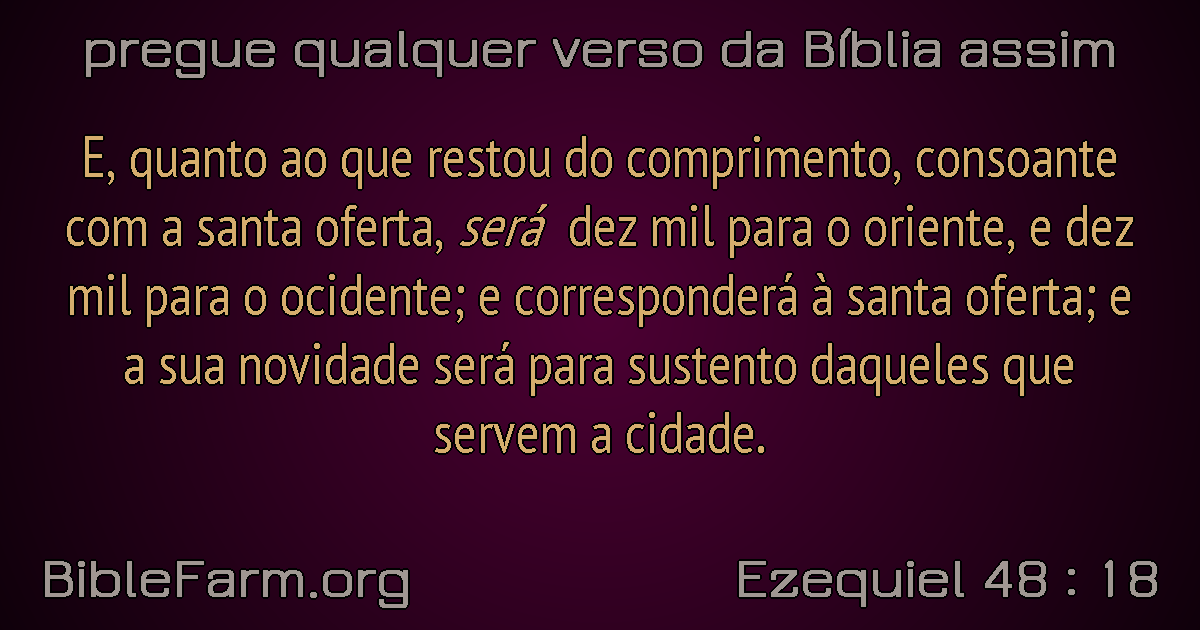 pregue qualquer verso da Bíblia assim
E, quanto ao que restou do comprimento, consoante
com a santa oferta, será dez mil para o oriente, e dez
mil para o ocidente; e corresponderá à santa oferta; e
a sua novidade será para sustento daqueles que
servem a cidade.
BibleFarm.org
Ezequiel 48 : 18